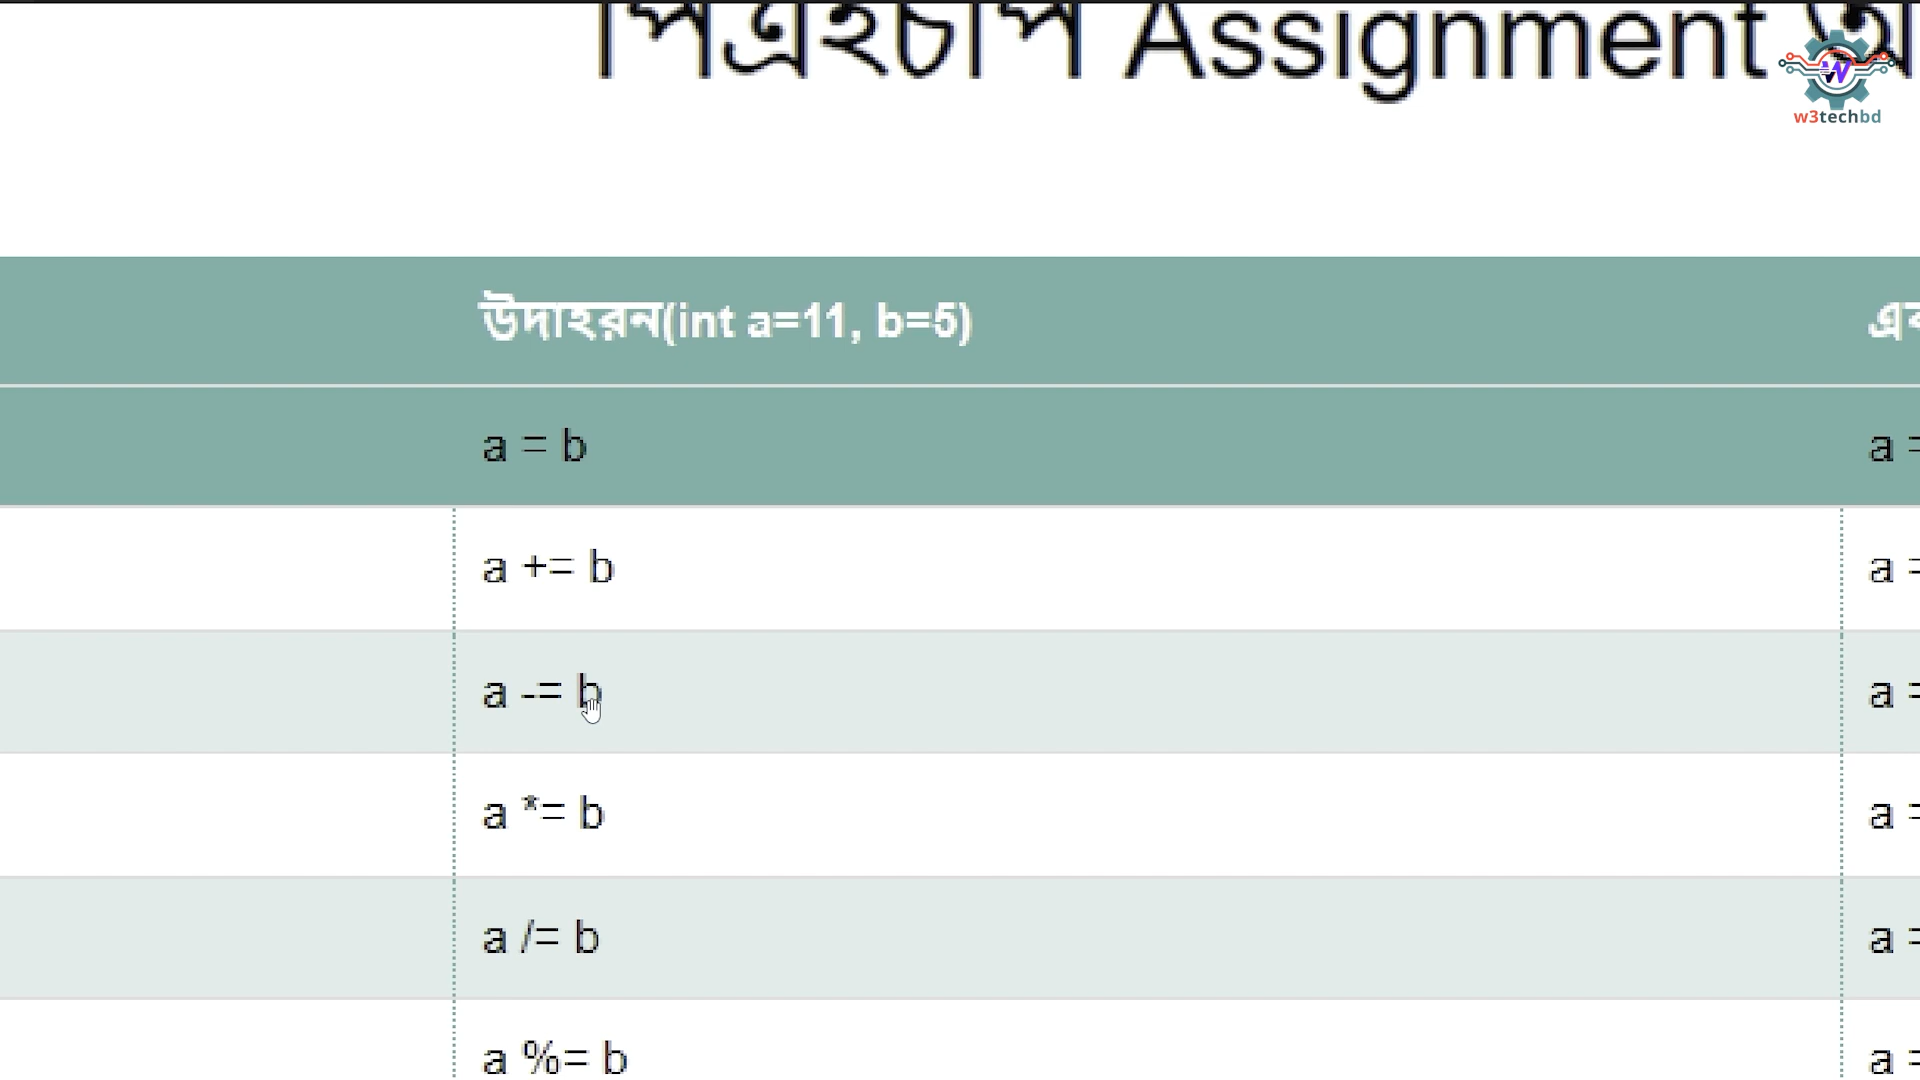 পিএইচপি Assignment
w3techbd
উদাহরন(int a=11, b=5)
a = b
a =
a += b
a =
a -= b
a =
a *= b
a =
a /= b
a =
a %= b
a =